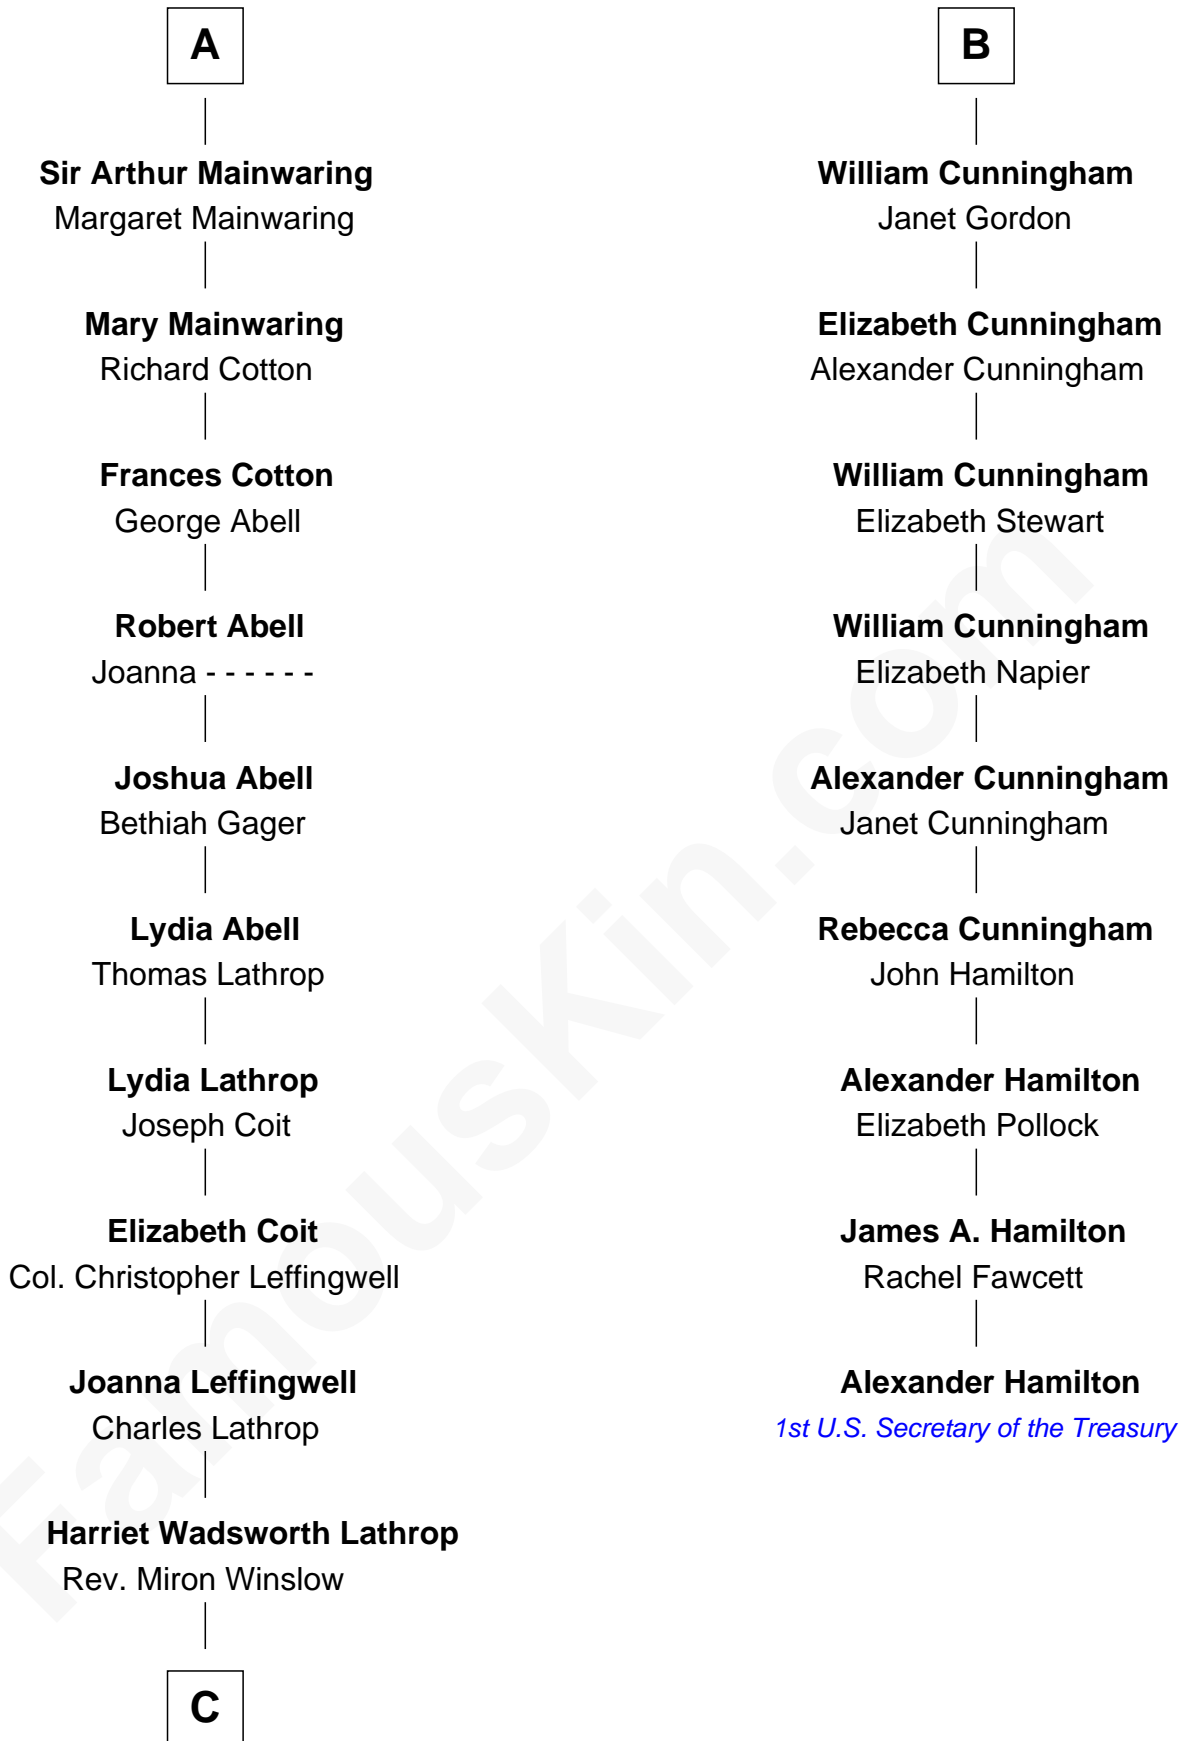 A
Sir Arthur Mainwaring
Margaret Mainwaring
Mary Mainwaring
Richard Cotton
Frances Cotton
George Abell
Robert Abell
Joanna - - - - - -
Joshua Abell
Bethiah Gager
Lydia Abell
Thomas Lathrop
Lydia Lathrop
Joseph Coit
Elizabeth Coit
Col. Christopher Leffingwell
Joanna Leffingwell
Charles Lathrop
Harriet Wadsworth Lathrop
Rev. Miron Winslow
C
B
William Cunningham
Janet Gordon
Elizabeth Cunningham
Alexander Cunningham
William Cunningham
Elizabeth Stewart
William Cunningham
Elizabeth Napier
Alexander Cunningham
Janet Cunningham
Rebecca Cunningham
John Hamilton
Alexander Hamilton
Elizabeth Pollock
James A. Hamilton
Rachel Fawcett
Alexander Hamilton
1st U.S. Secretary of the Treasury
FamousKin.com